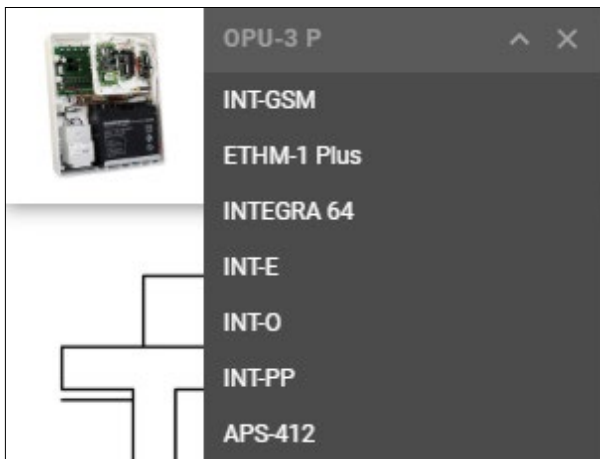 OPU-3 P
INT-GSM
ETHM-1 Plus
INTEGRA 64
INT-E
INT-O
INT-PP
APS-412